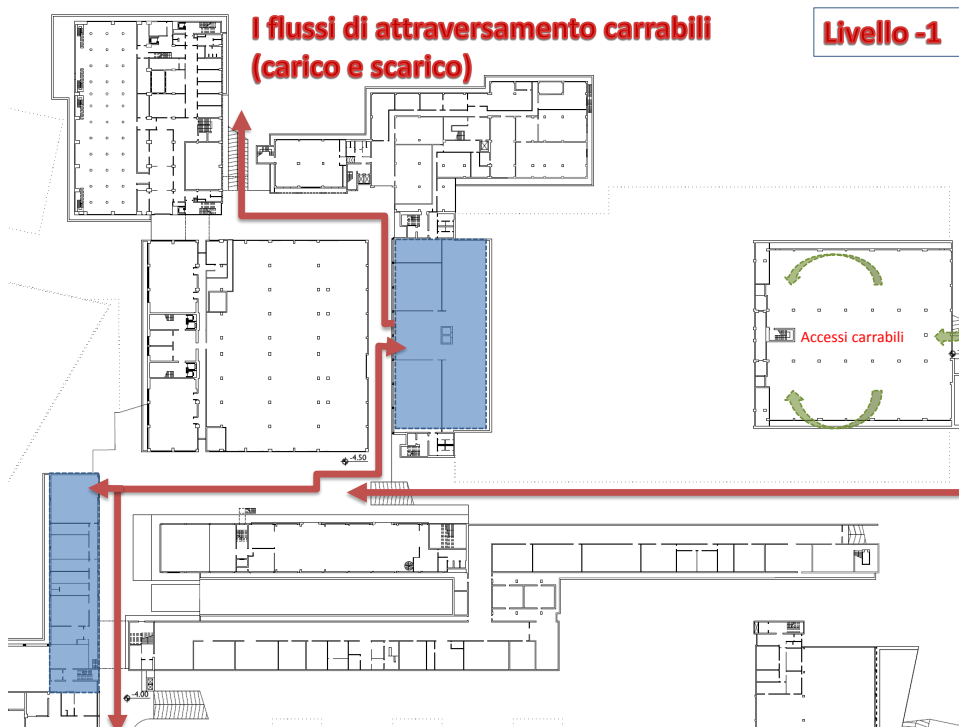 I flussi di attraversamento carrabili
(carico e scarico)
Livello -1
Accessi carrabili
-4.50
-4.00